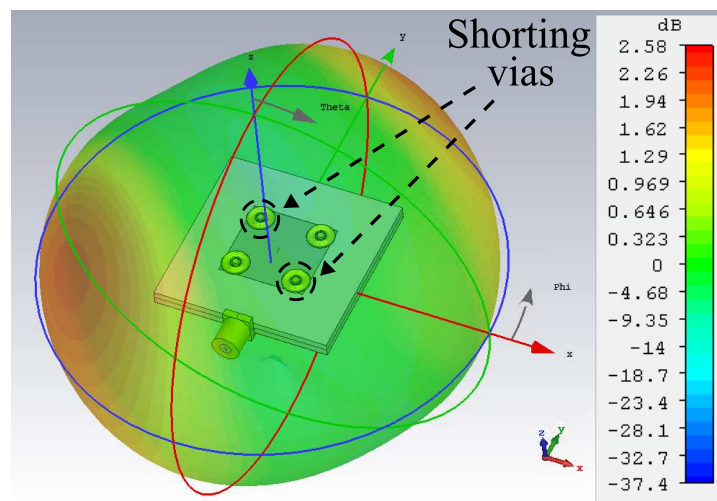 Shorting
vias
z
y
Theta
Phi
x
z
y
x
dB
2.58
2.26
1.94
1.62
1.29
0.969
0.646
0.323
0
-4.68
-9.35
-14
-18.7
-23.4
-28.1
-32.7
-37.4